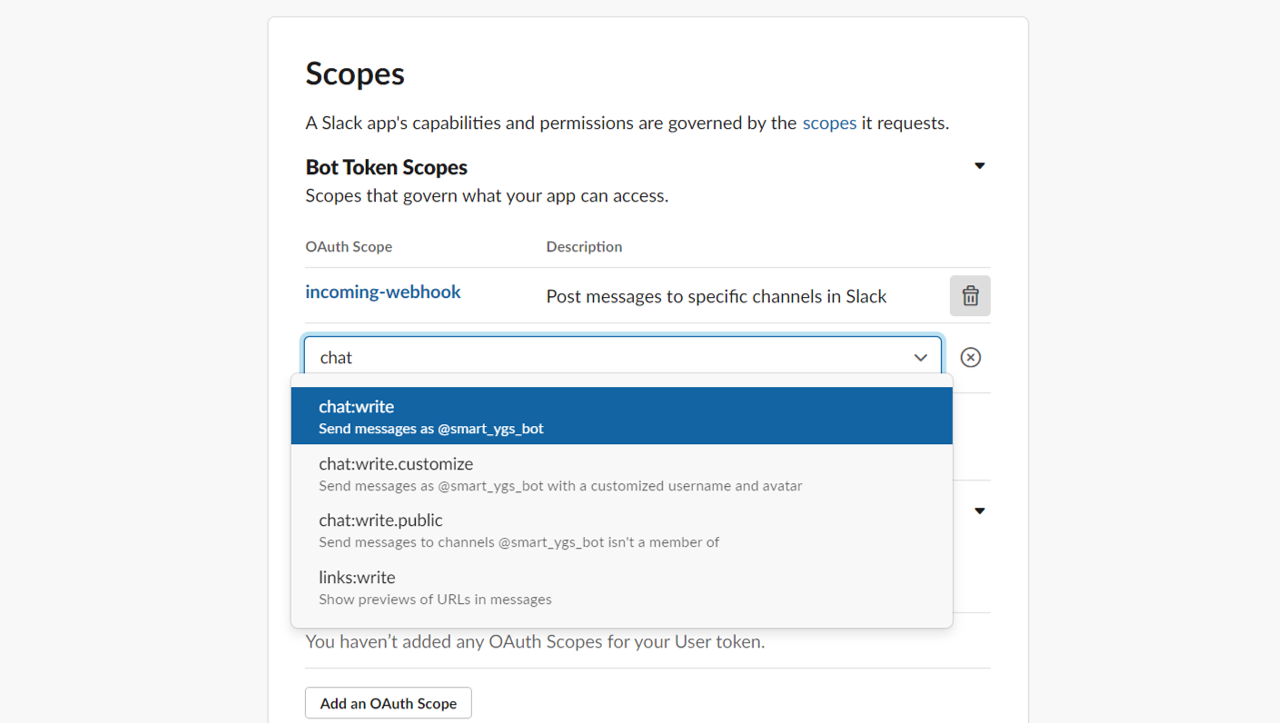 Scopes
A Slack app's capabilities and permissions are governed by the scopes it requests.
Bot Token Scopes
Scopes that govern what your app can access.
OAuth Scope Description
incoming-webhook Post messages to specific channels in Slack
chat
chat:write
Send messages as @smart_ygs_bot
chat:write.customize
Send messages as @smart_ygs_bot with a customized username and avatar
chat:write.public
Send messages to channels @smart_ygs_bot isn't a member of
links:write
Show previews of URLs in messages
You haven’t added any OAuth Scopes for your User token.
Add an OAuth Scope